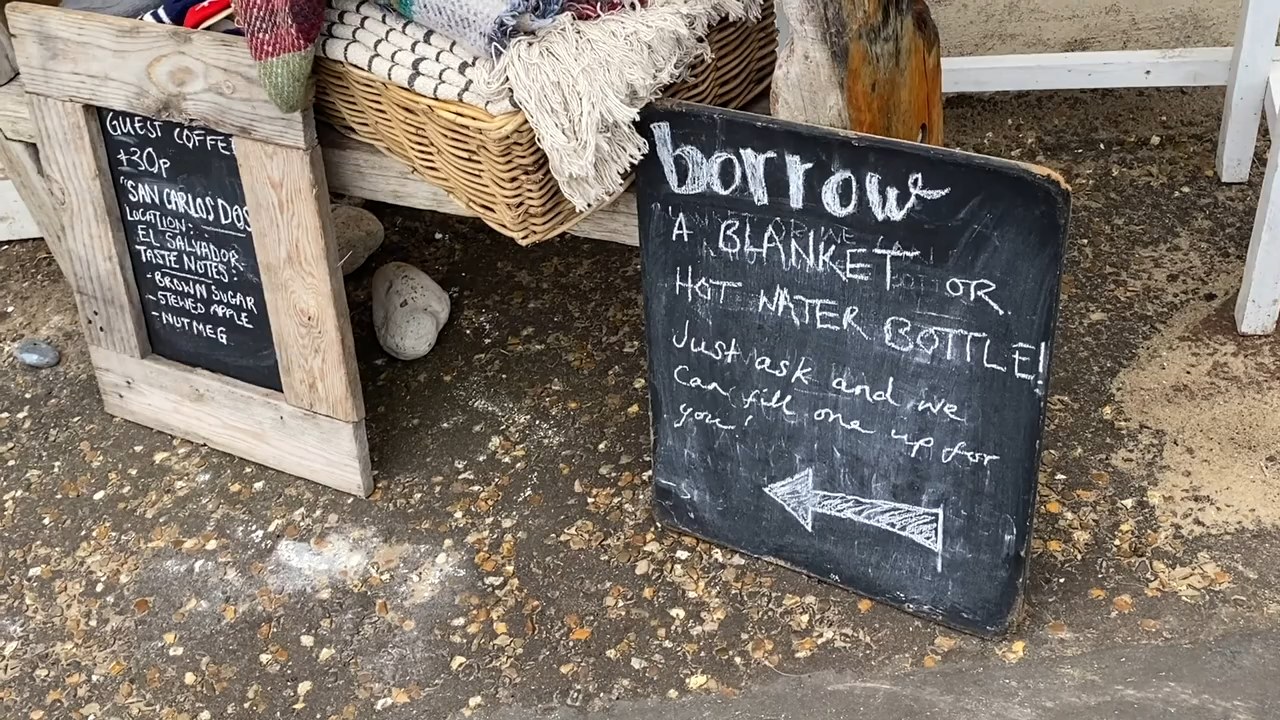 GUEST COFFEE
+30p
"SAN CARLOS DOS
LOCATION:
EL SALVADOR
TASTE NOTES:
-BROWN SUGAR
-STEWED APPLE
-NUTMEG
borrow
A BLANKET OR
HOT WATER BOTTLE!
Just ask and we
can fill one up for
you!